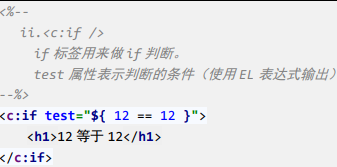 <%--
ii.<c:if />
if 标签用来做 if 判断。
test 属性表示判断的条件（使用 EL 表达式输出）
--%>
<c:if test="${ 12 == 12 }">
<h1>12 等于 12</h1>
</c:if>